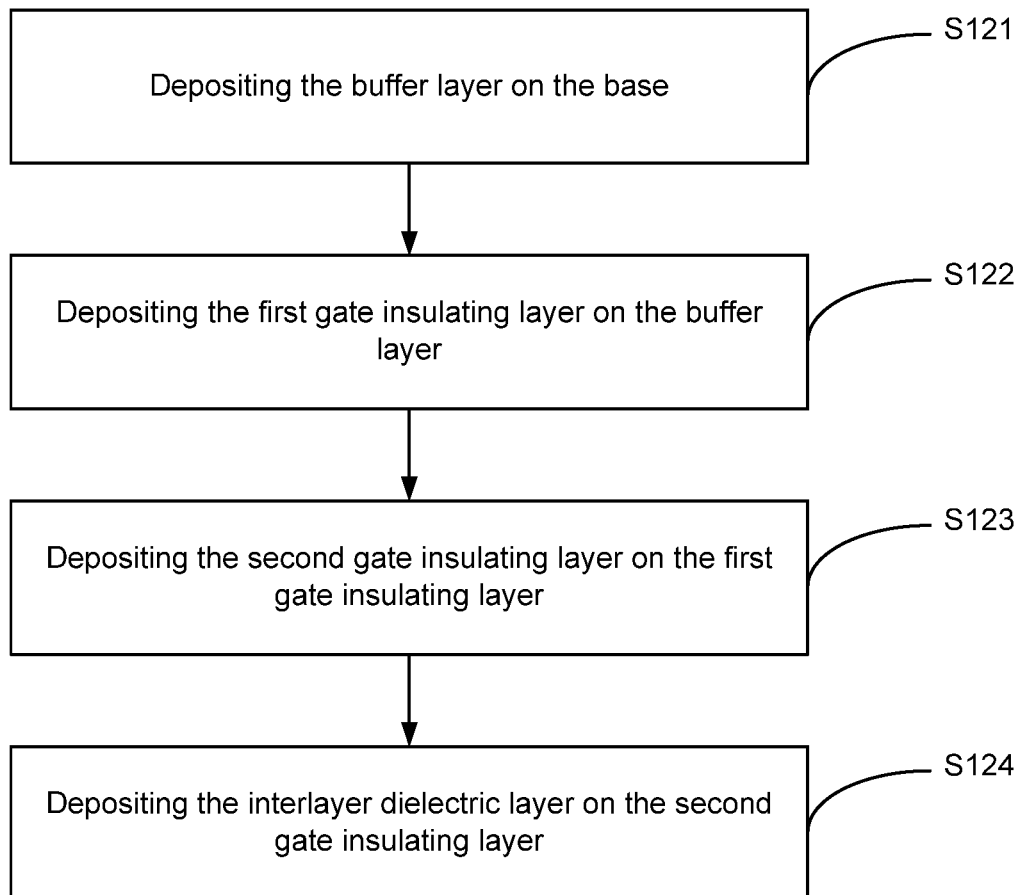 S121
Depositing the buffer layer on the base
S122
Depositing the first gate insulating layer on the buffer
layer
S123
Depositing the second gate insulating layer on the first
gate insulating layer
S124
Depositing the interlayer dielectric layer on the second
gate insulating layer